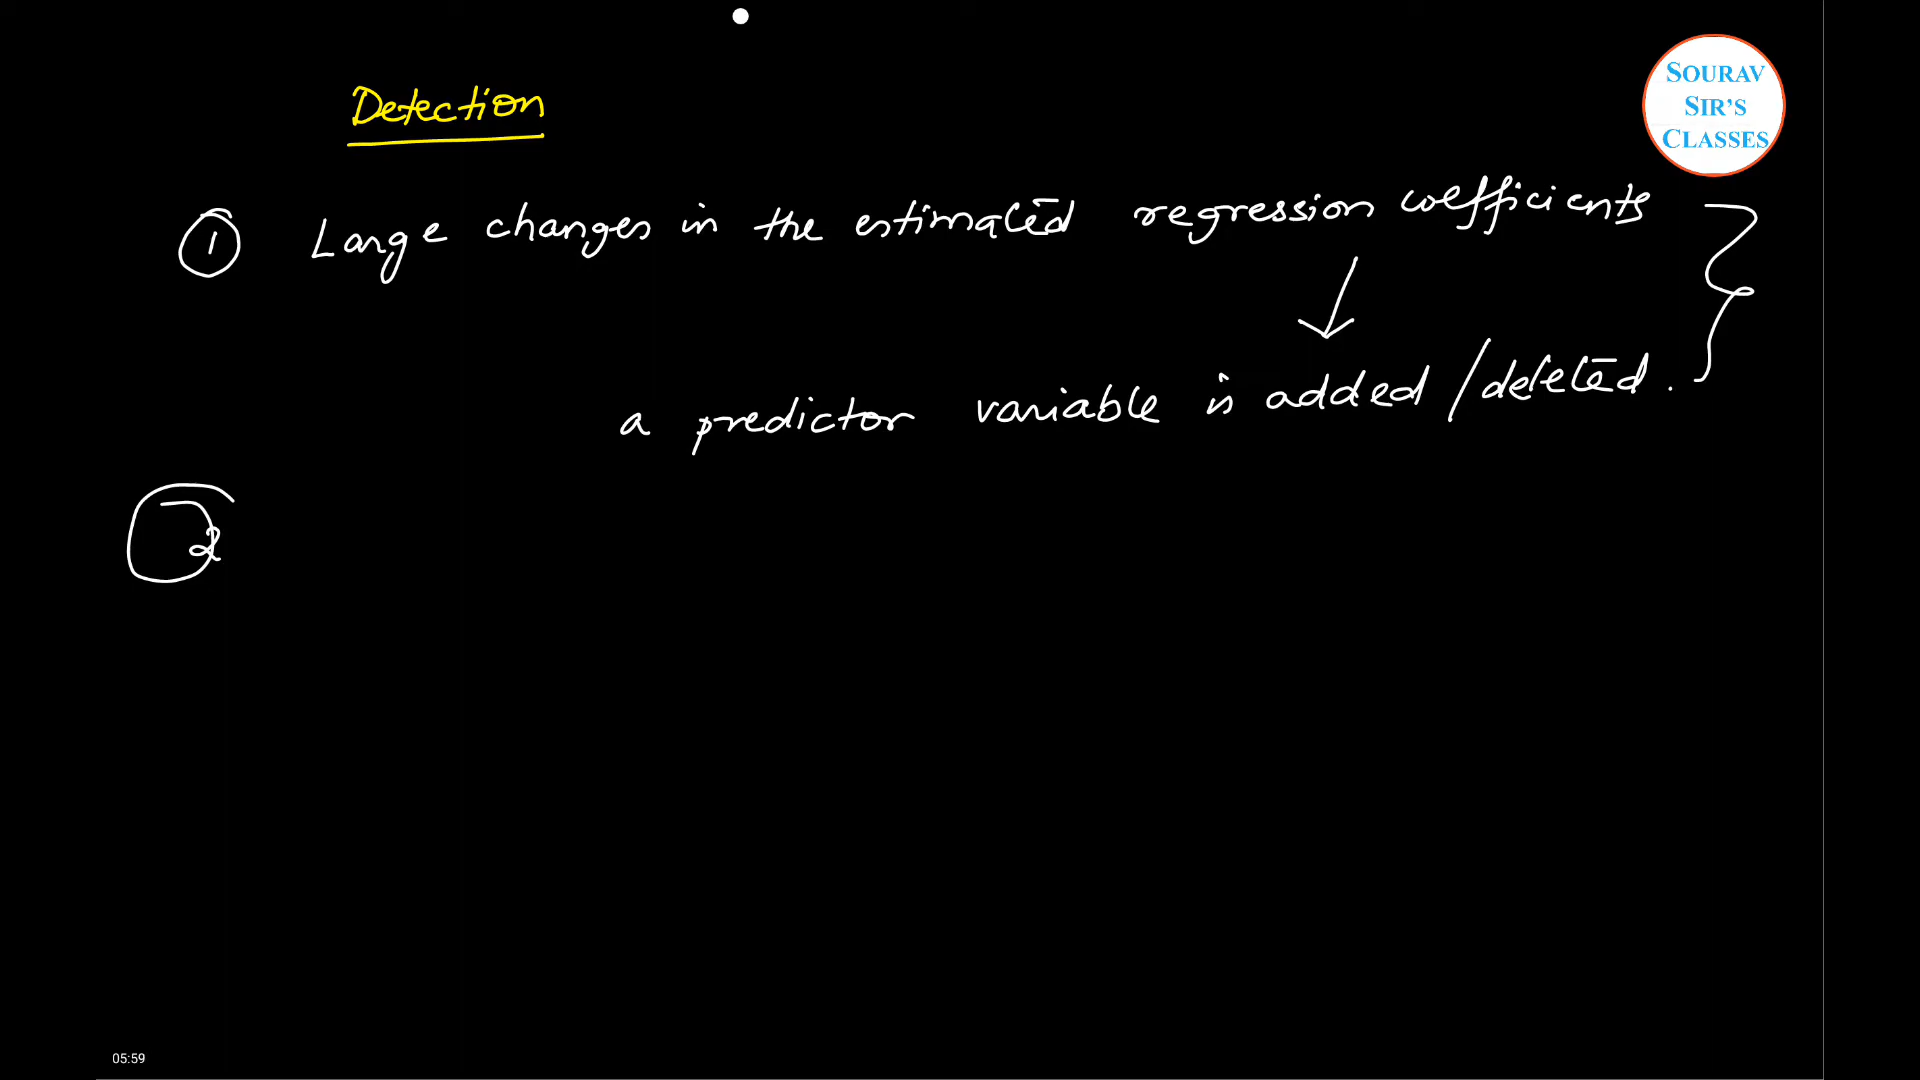 SOURAV
SIR'S
CLASSES
Detection
1 Large changes in the estimated regression coefficients
a predictor variable is added/deleted.
2
05:59